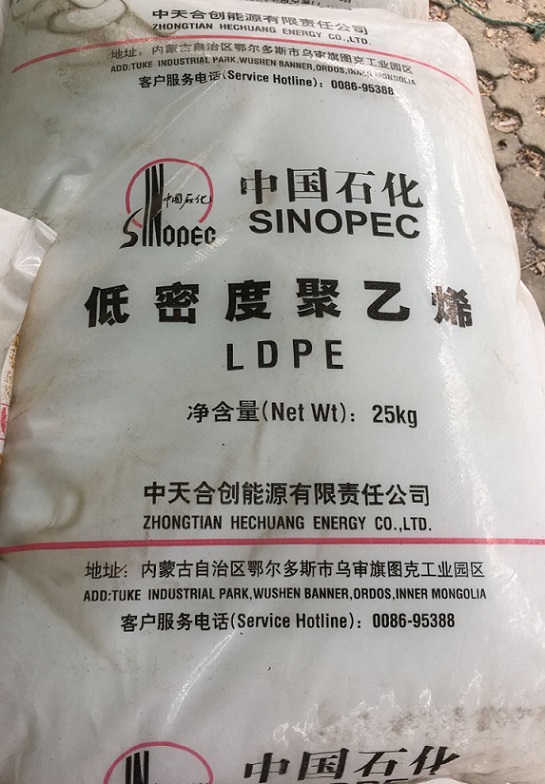 中天合创能源有限责任公司
ZHONGTIAN HECHUANG ENERGY CO.,LTD.
地址: 内蒙古自治区鄂尔多斯市乌审旗图克工业园区
ADD:TUKE INDUSTRIAL PARK,WUSHEN BANNER,ORDOS,INNER MONGOLIA
客户服务电话(Service Hotline): 0086-95388
中国石化
SINOPEC
中国石化
SINOPEC
低密度聚乙烯
LDPE
净含量(Net Wt): 25kg
中天合创能源有限责任公司
ZHONGTIAN HECHUANG ENERGY CO.,LTD.
地址: 内蒙古自治区鄂尔多斯市乌审旗图克工业园区
ADD:TUKE INDUSTRIAL PARK,WUSHEN BANNER,ORDOS,INNER MONGOLIA
客户服务电话(Service Hotline): 0086-95388
中国石化